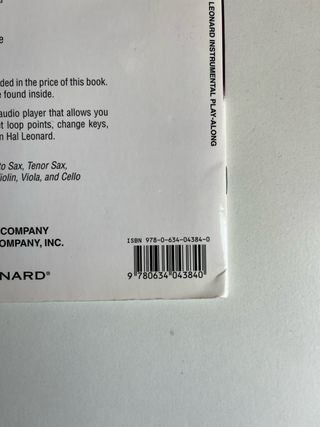 e
ded in the price of this book.
found inside.
audio player that allows you
t loop points, change keys,
m Hal Leonard.
to Sax, Tenor Sax,
iolin, Viola, and Cello
COMPANY
OMPANY, INC.
NARD®
ISBN 978-0-634-04384-0
9 780634 043840
LEONARD INSTRUMENTAL PLAY-ALONG